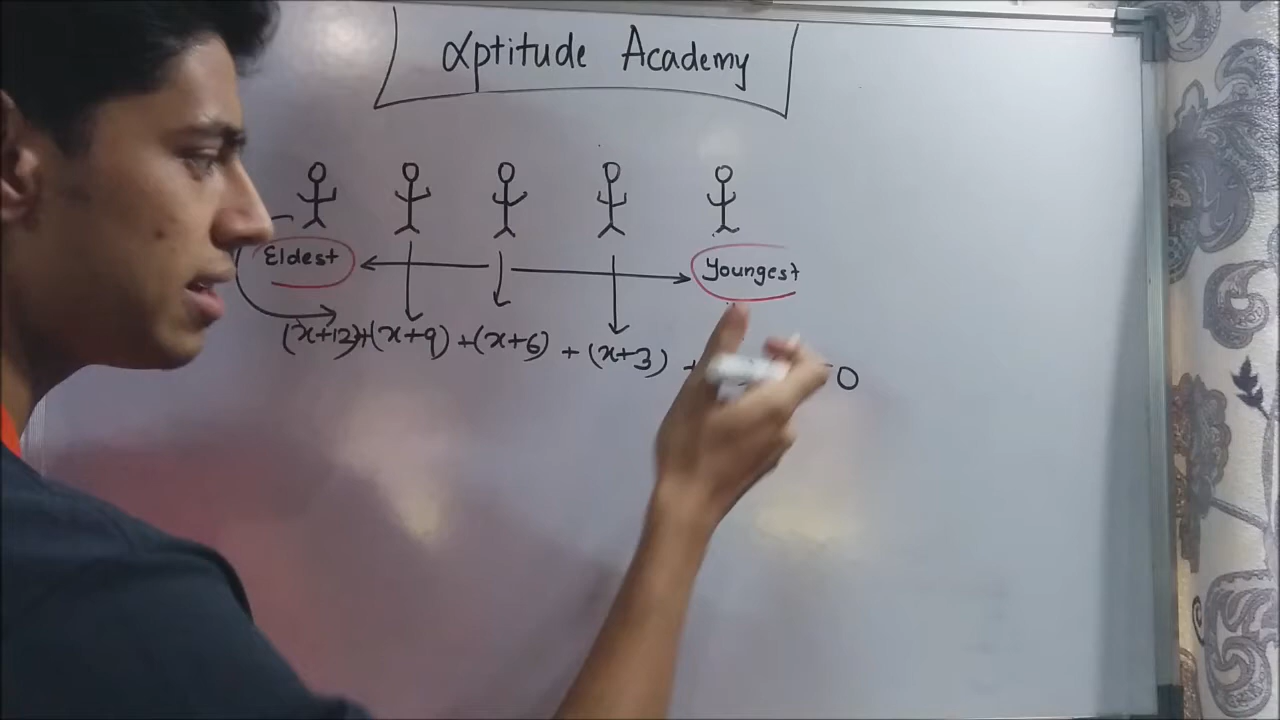 αptitude Academy
Eldest
Youngest
(x+12)+(x+9) +(x+6) + (x+3) +
0